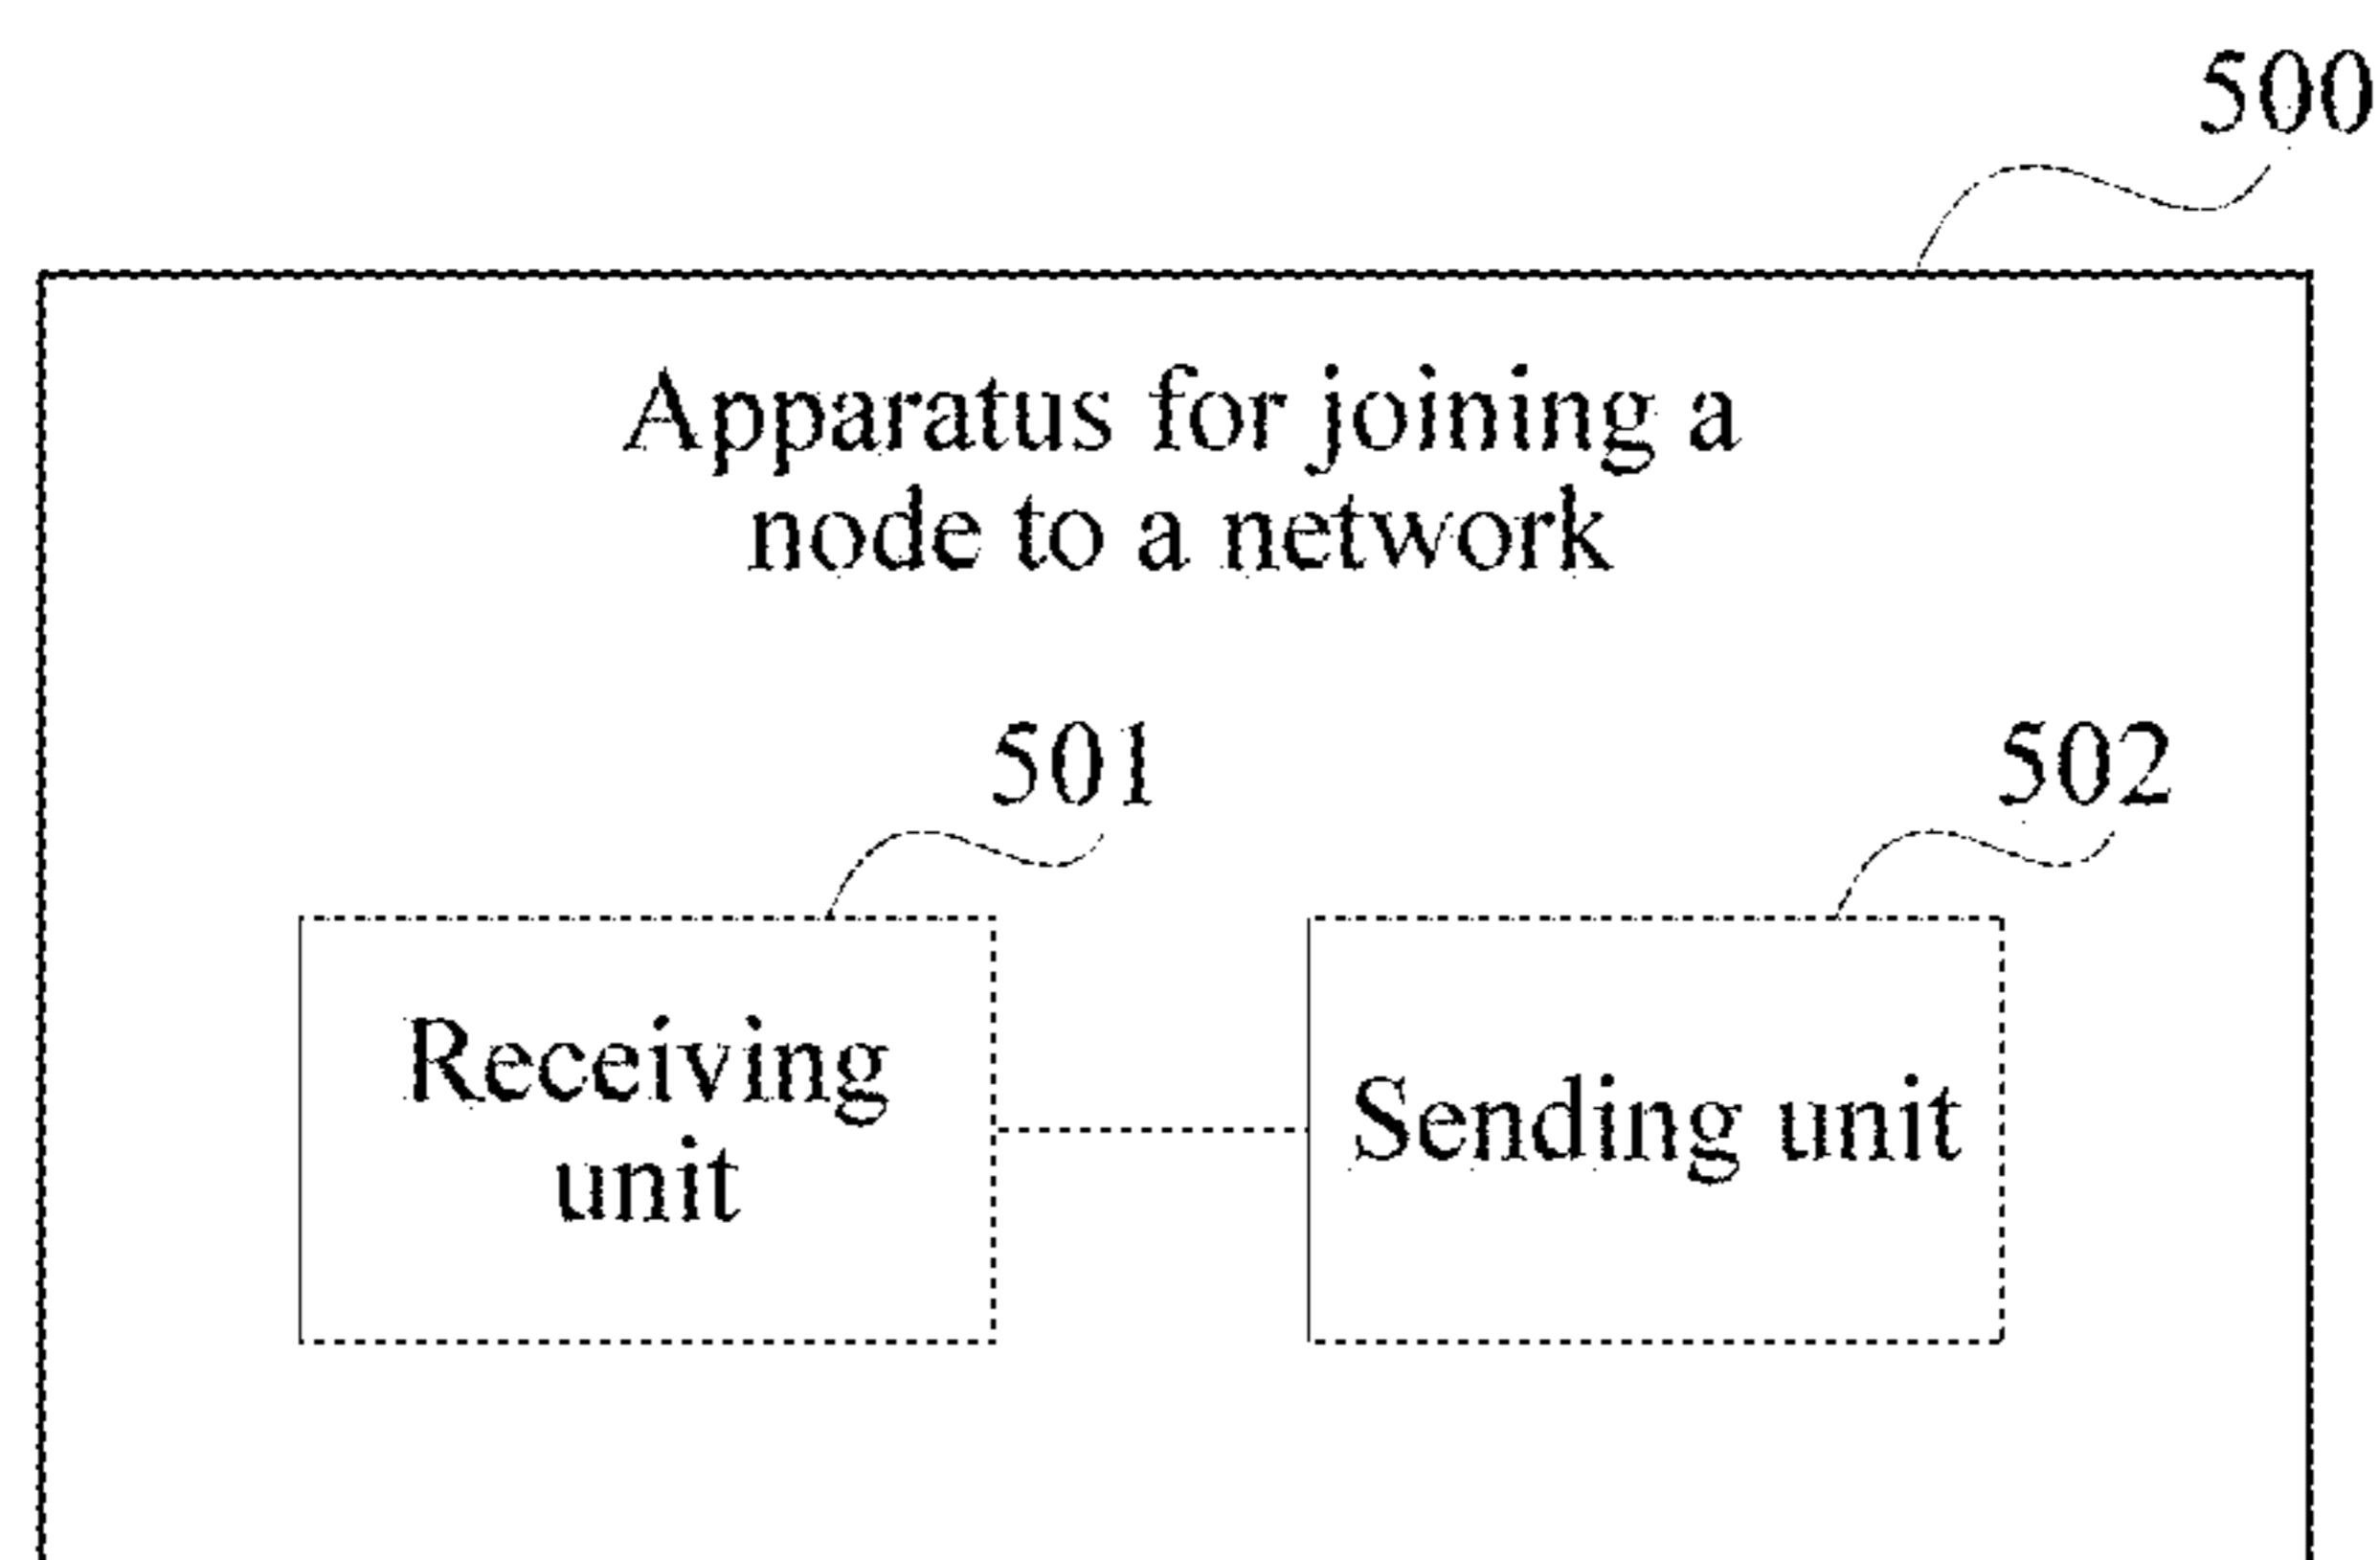 500
Apparatus for joining a
node to a network
501
502
Receiving
unit
Sending unit